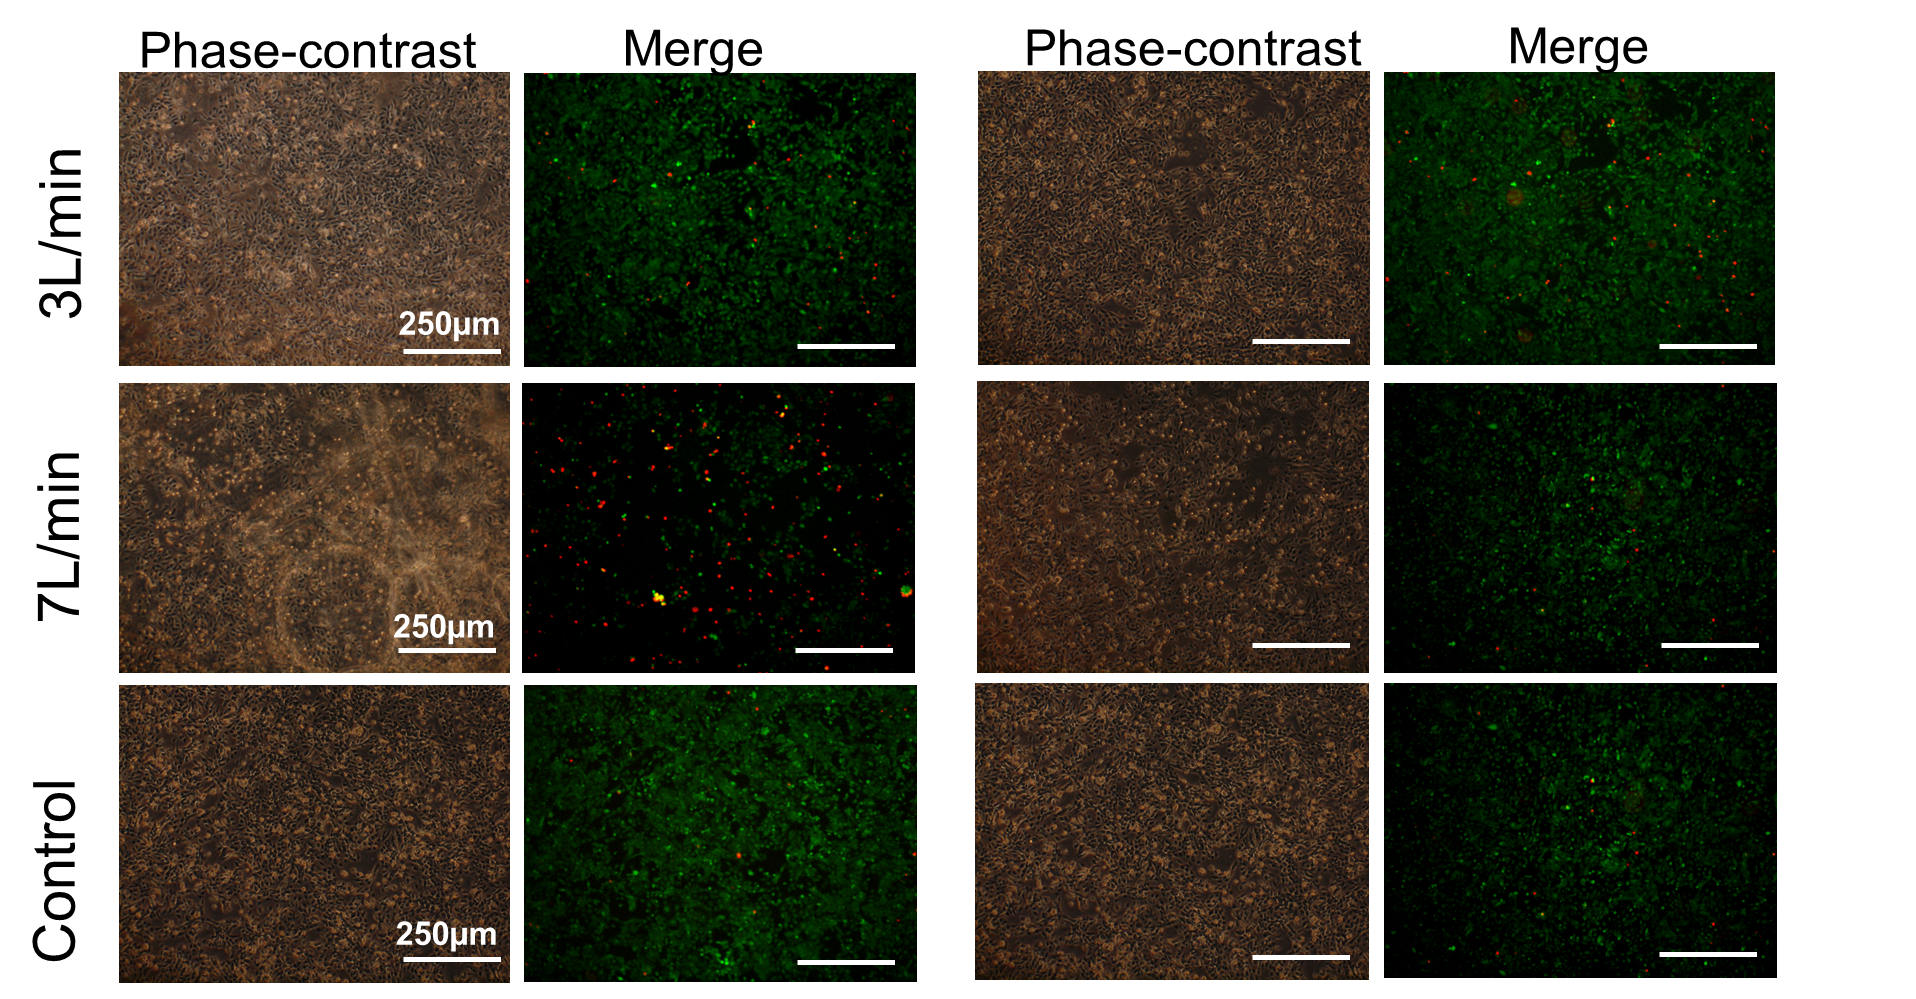 Phase-contrast Merge Phase-contrast Merge
3L/min
250μm
7L/min
250μm
Control
250μm